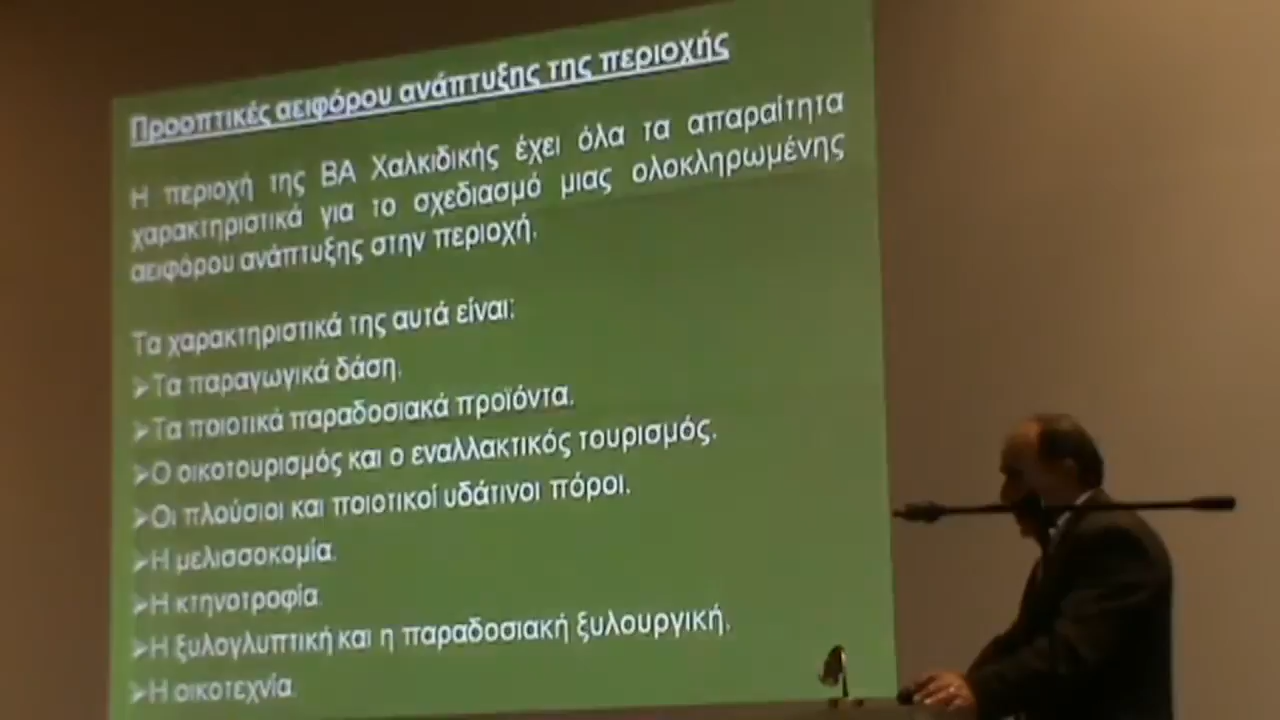 Προοπτικές αειφόρου ανάπτυξης της περιοχής
Η περιοχή της ΒΑ Χαλκιδικής έχει όλα τα απαραίτητα
χαρακτηριστικά για το σχεδιασμό μιας ολοκληρωμένης
αειφόρου ανάπτυξης στην περιοχή.
Τα χαρακτηριστικά της αυτά είναι:
➢Τα παραγωγικά δάση.
➢Τα ποιοτικά παραδοσιακά προϊόντα.
➢Ο οικοτουρισμός και ο εναλλακτικός τουρισμός.
➢Οι πλούσιοι και ποιοτικοί υδάτινοι πόροι.
➢Η μελισσοκομία.
➢Η κτηνοτροφία.
➢Η ξυλογλυπτική και η παραδοσιακή ξυλουργική.
➢Η οικοτεχνία.